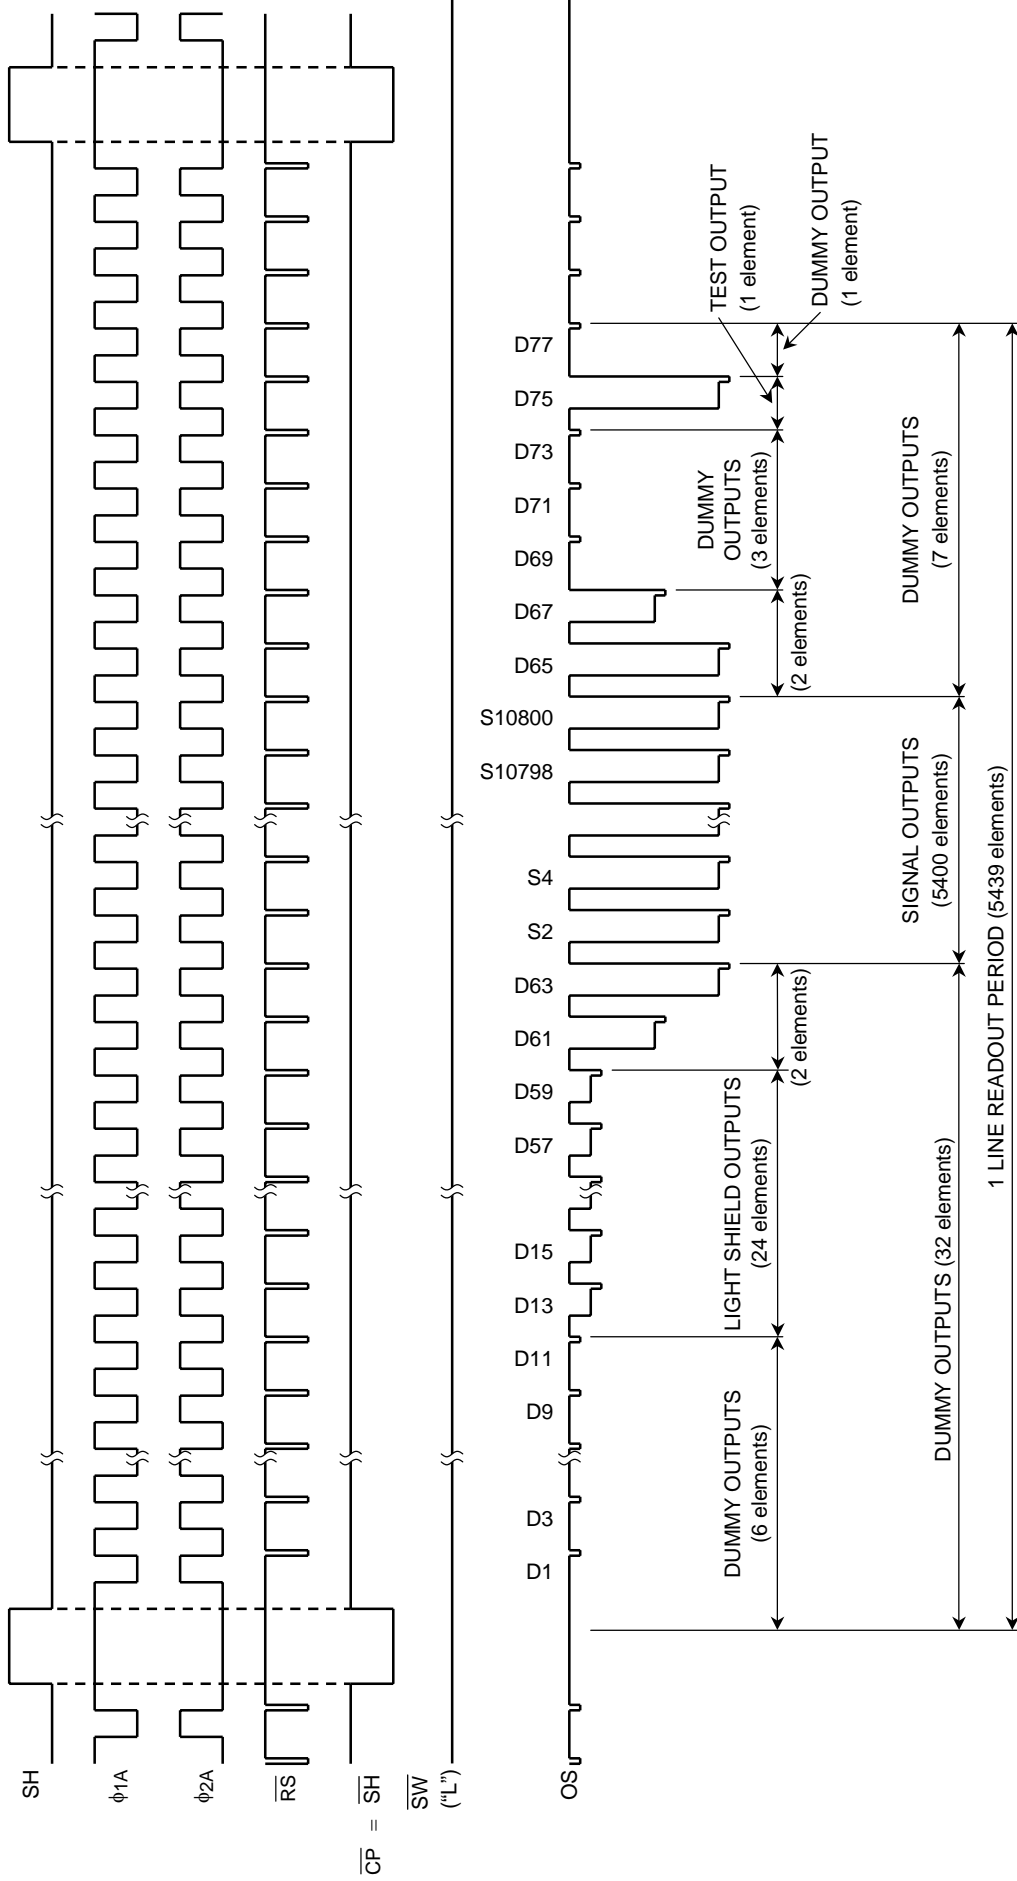 SH
φ1A
φ2A
RS
CP = SH
SW
("L")
OS
D1
D3
D9
D11
D13
D15
D57
D59
D61
D63
S2
S4
S10798
S10800
D65
D67
D69
D71
D73
D75
D77
DUMMY OUTPUTS
(6 elements)
LIGHT SHIELD OUTPUTS
(24 elements)
(2 elements)
(2 elements)
DUMMY
OUTPUTS
(3 elements)
TEST OUTPUT
(1 element)
DUMMY OUTPUT
(1 element)
DUMMY OUTPUTS (32 elements)
SIGNAL OUTPUTS
(5400 elements)
DUMMY OUTPUTS
(7 elements)
1 LINE READOUT PERIOD (5439 elements)